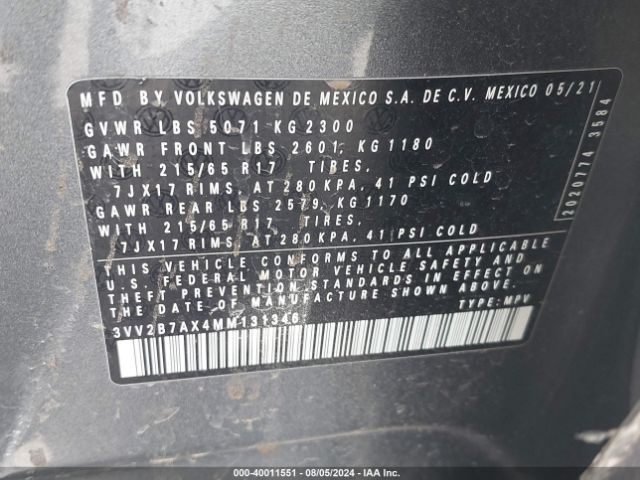 MFD BY VOLKSWAGEN DE MEXICO S.A. DE C.V. MEXICO 05/21
GVWR LBS 5071 KG 2300
GAWR FRONT LBS 2601, KG 1180
WITH 215/65 R17 TIRES,
7JX17 RIMS, AT 280 KPA, 41 PSI COLD
GAWR REAR LBS 2579, KG 1170
WITH 215/65 R17 TIRES,
7JX17 RIMS, AT 280 KPA, 41 PSI COLD
THIS VEHICLE CONFORMS TO ALL APPLICABLE
U.S. FEDERAL MOTOR VEHICLE SAFETY AND
THEFT PREVENTION STANDARDS IN EFFECT ON
THE DATE OF MANUFACTURE SHOWN ABOVE.
3VV2B7AX4MM131346 TYPE: MPV
2020774 3584
000-40011551 - 08/05/2024 - IAA Inc.